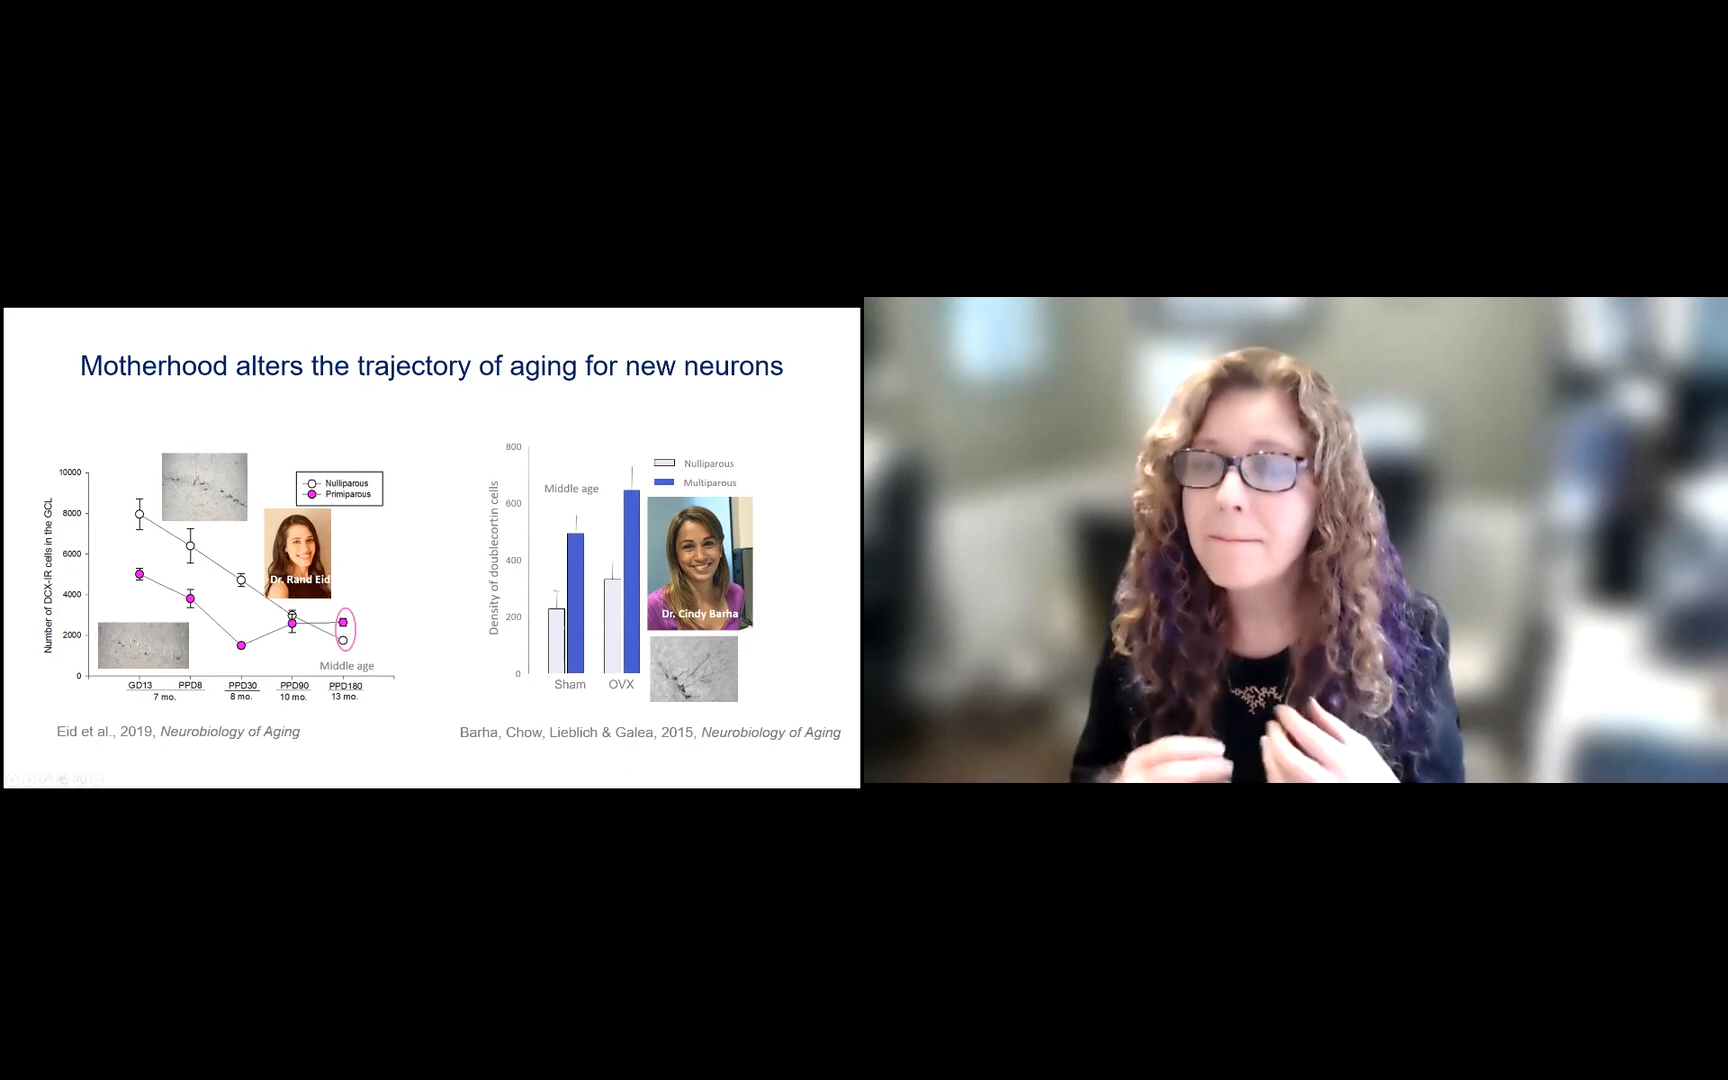 Motherhood alters the trajectory of aging for new neurons
Number of DCX-IR cells in the GCL
10000
8000
6000
4000
2000
0
Nulliparous
Primiparous
Dr. Rand Eid
Middle age
GD13 PPD8 PPD30 PPD90 PPD180
7 mo. 8 mo. 10 mo. 13 mo.
Eid et al., 2019, Neurobiology of Aging
Density of doublecortin cells
800
600
400
200
0
Middle age
Nulliparous
Multiparous
Dr. Cindy Barha
Sham OVX
Barha, Chow, Lieblich & Galea, 2015, Neurobiology of Aging